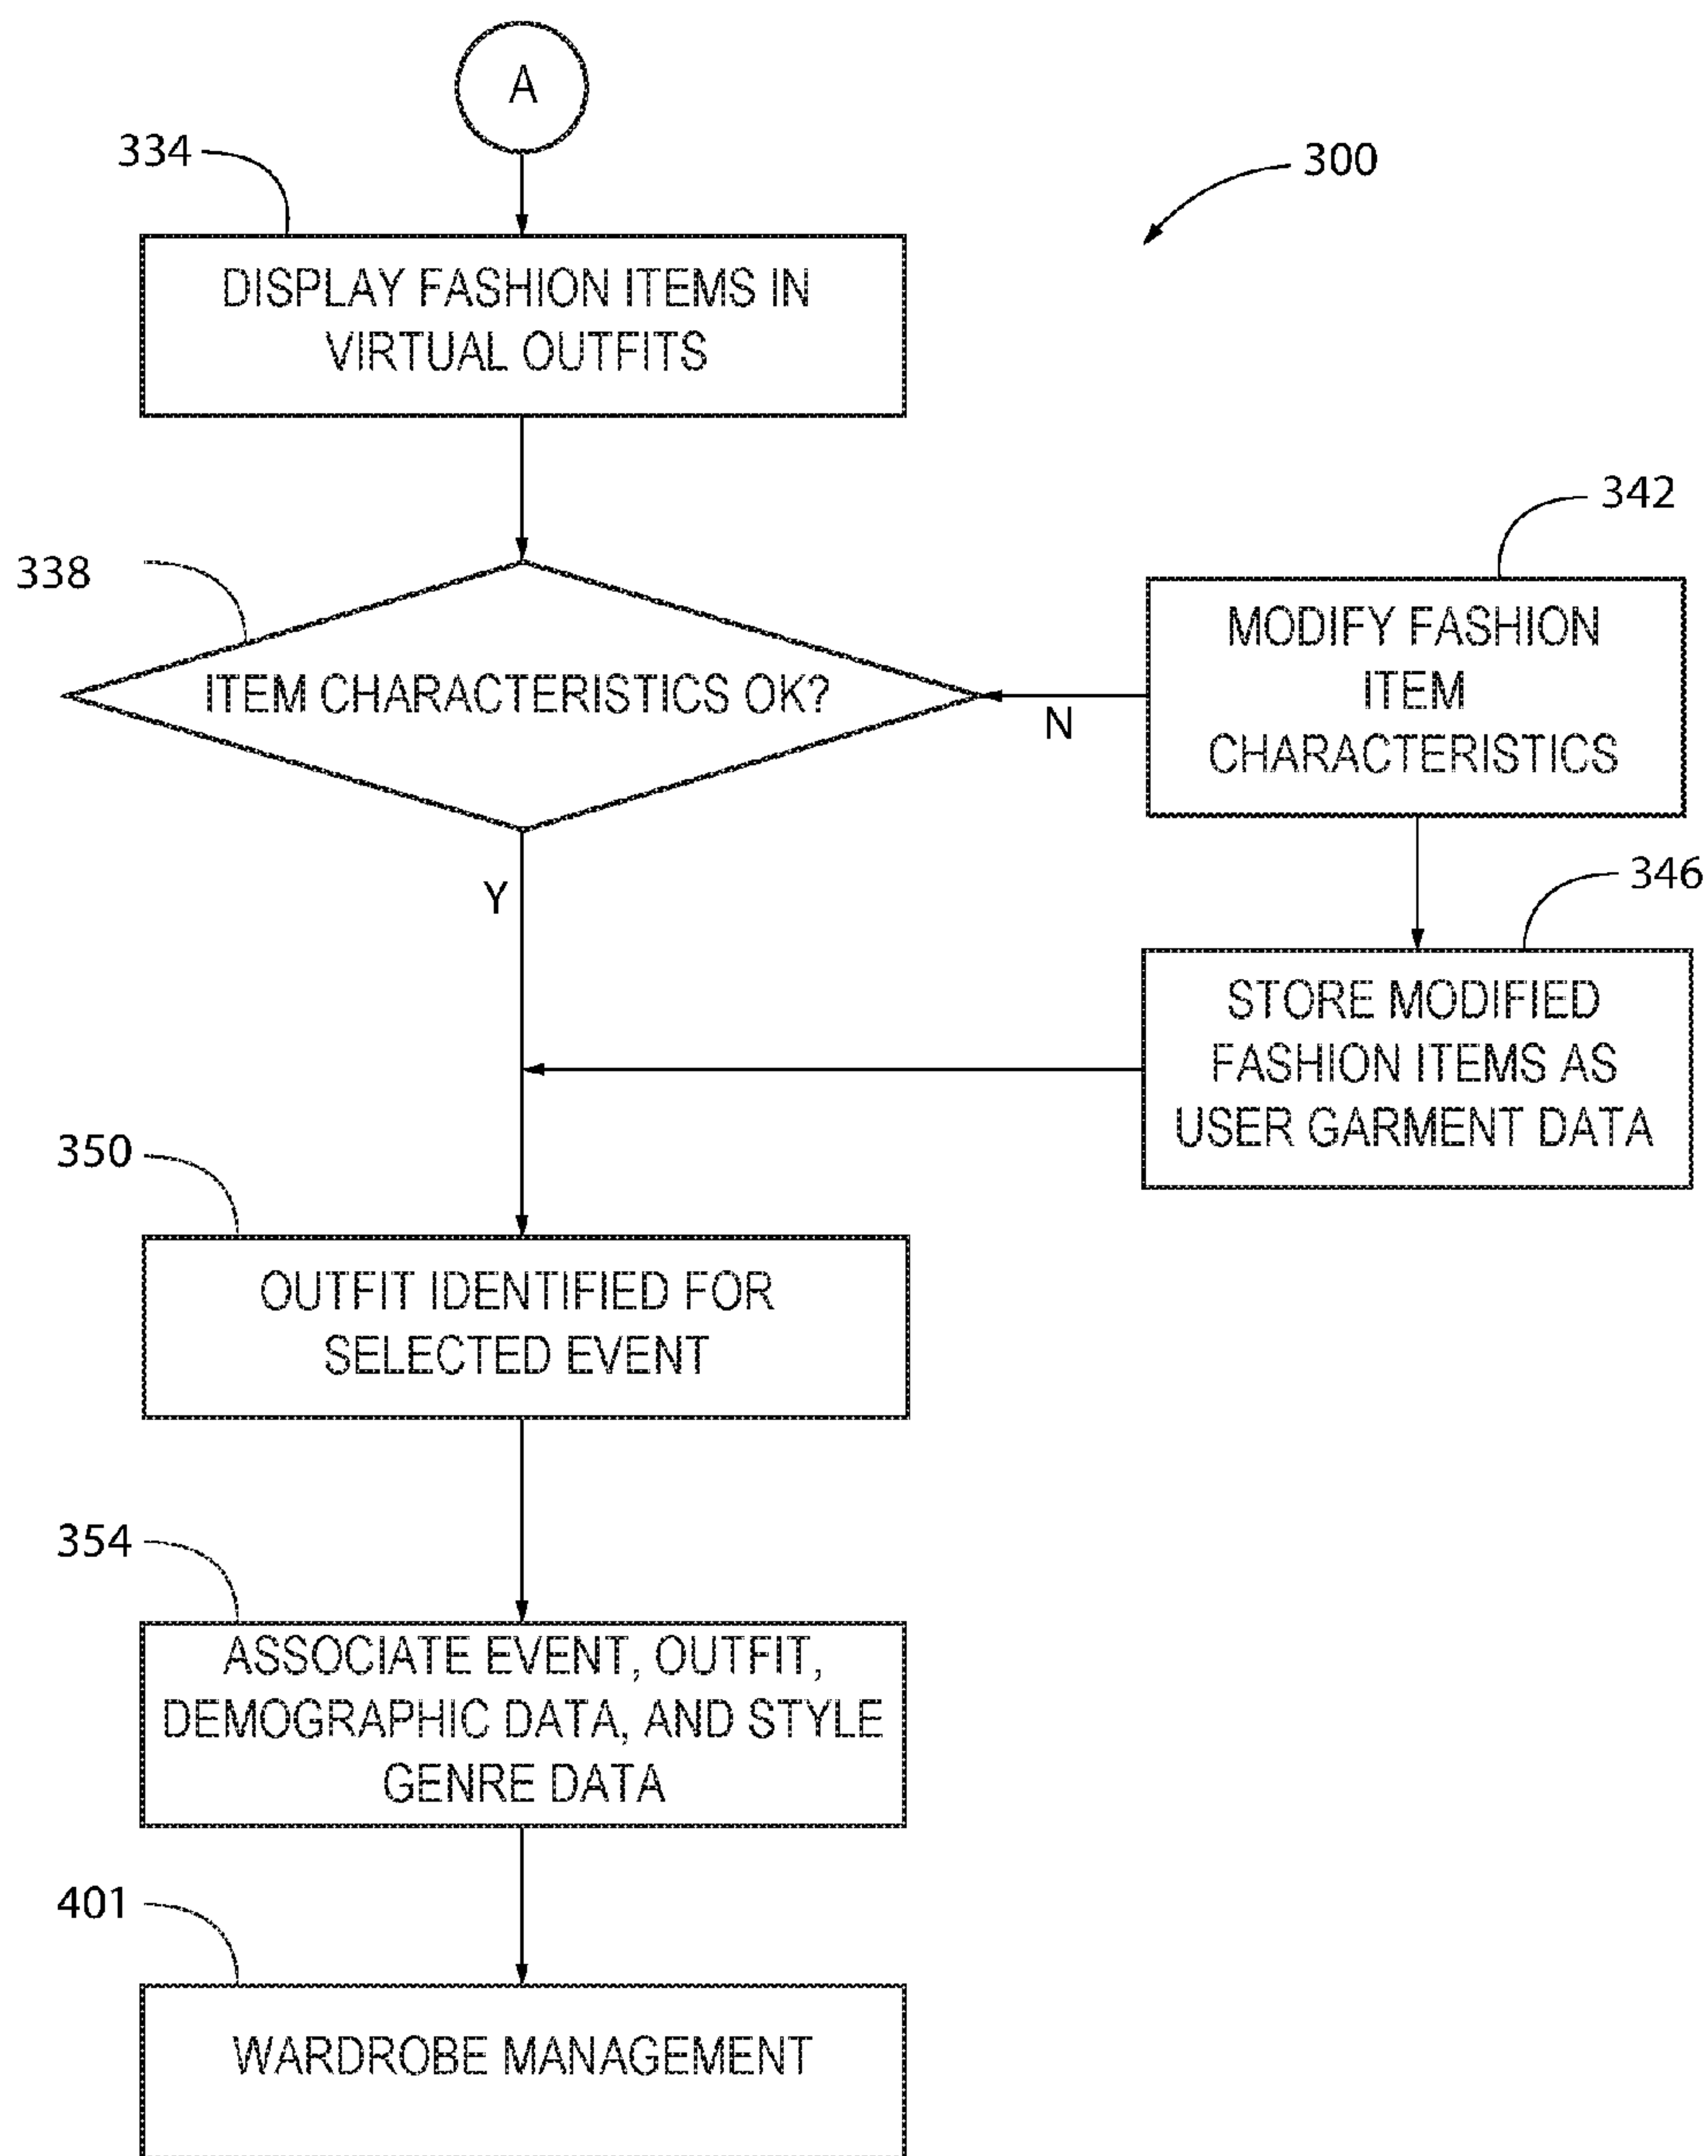 A
334
300
DISPLAY FASHION ITEMS IN
VIRTUAL OUTFITS
342
338
MODIFY FASHION
ITEM
CHARACTERISTICS
ITEM CHARACTERISTICS OK?
N
Y
346
STORE MODIFIED
FASHION ITEMS AS
USER GARMENT DATA
350
OUTFIT IDENTIFIED FOR
SELECTED EVENT
354
ASSOCIATE EVENT, OUTFIT,
DEMOGRAPHIC DATA, AND STYLE
GENRE DATA
401
WARDROBE MANAGEMENT